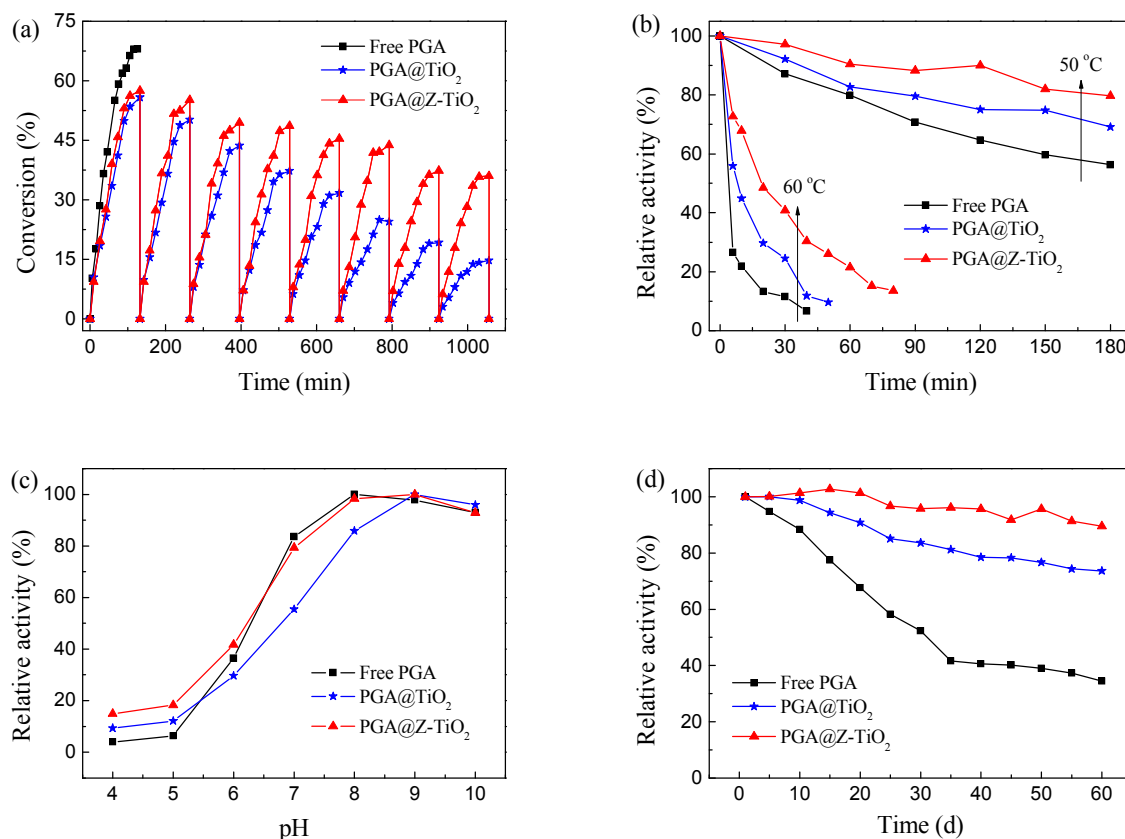 (a)
75
60
45
30
15
0
Conversion (%)
Free PGA
PGA@TiO₂
PGA@Z-TiO₂
0 200 400 600 800 1000
Time (min)
(b)
100
80
60
40
20
0
Relative activity (%)
50 °C
60 °C
Free PGA
PGA@TiO₂
PGA@Z-TiO₂
0 30 60 90 120 150 180
Time (min)
(c)
100
80
60
40
20
0
Relative activity (%)
Free PGA
PGA@TiO₂
PGA@Z-TiO₂
4 5 6 7 8 9 10
pH
(d)
100
80
60
40
20
0
Relative activity (%)
Free PGA
PGA@TiO₂
PGA@Z-TiO₂
0 10 20 30 40 50 60
Time (d)